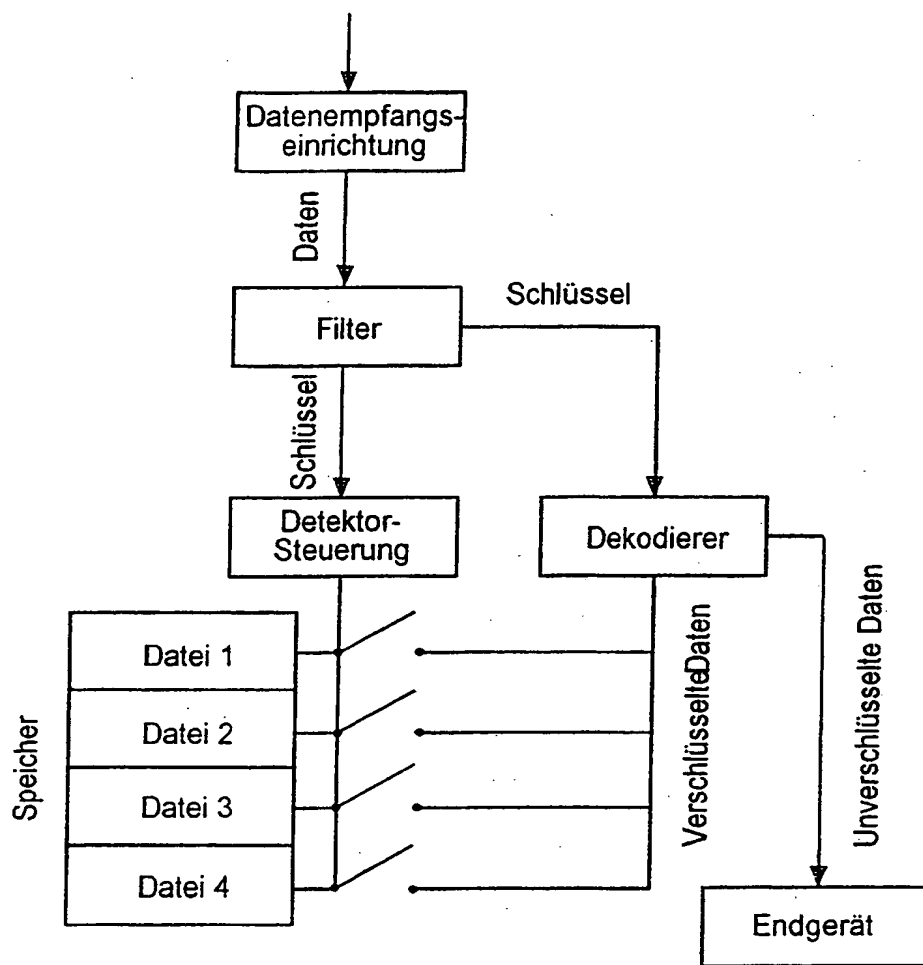 Datenempfangs-
einrichtung
Daten
Filter
Schlüssel
Schlüssel
Detektor-
Steuerung
Dekodierer
Speicher
Datei 1
Datei 2
Datei 3
Datei 4
VerschlüsselteDaten
Unverschlüsselte Daten
Endgerät